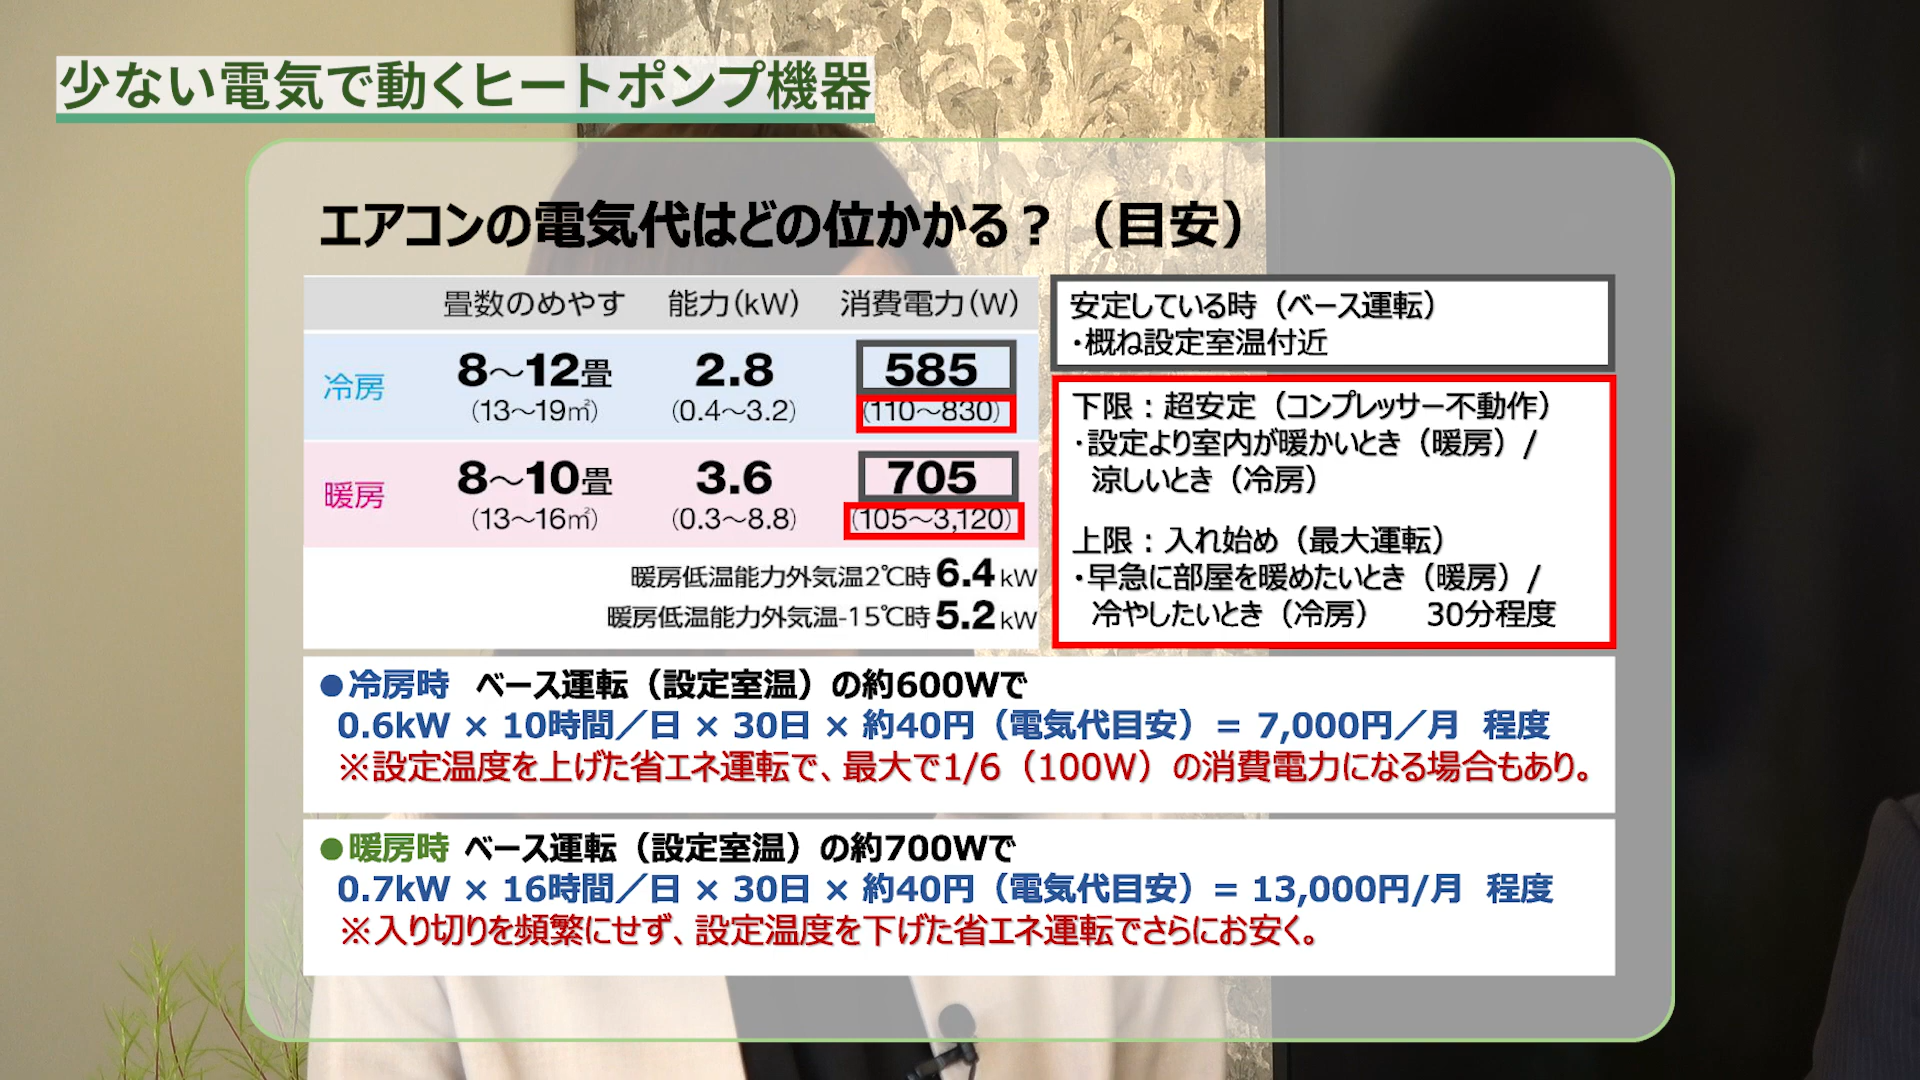 少ない電気で動くヒートポンプ機器
エアコンの電気代はどの位かかる？（目安）
畳数のめやす 能力(kW) 消費電力(W)
冷房 8～12畳 2.8 585
(13～19㎡) (0.4～3.2) (110～830)
暖房 8～10畳 3.6 705
(13～16㎡) (0.3～8.8) (105～3,120)
暖房低温能力外気温2℃時 6.4 kW
暖房低温能力外気温-15℃時 5.2 kW
安定している時（ベース運転）
・概ね設定室温付近
下限：超安定（コンプレッサー不動作）
・設定より室内が暖かいとき（暖房）/
涼しいとき（冷房）
上限：入れ始め（最大運転）
・早急に部屋を暖めたいとき（暖房）/
冷やしたいとき（冷房） 30分程度
●冷房時 ベース運転（設定室温）の約600Wで
0.6kW × 10時間／日 × 30日 × 約40円（電気代目安）= 7,000円／月 程度
※設定温度を上げた省エネ運転で、最大で1/6（100W）の消費電力になる場合もあり。
●暖房時 ベース運転（設定室温）の約700Wで
0.7kW × 16時間／日 × 30日 × 約40円（電気代目安）= 13,000円/月 程度
※入り切りを頻繁にせず、設定温度を下げた省エネ運転でさらにお安く。